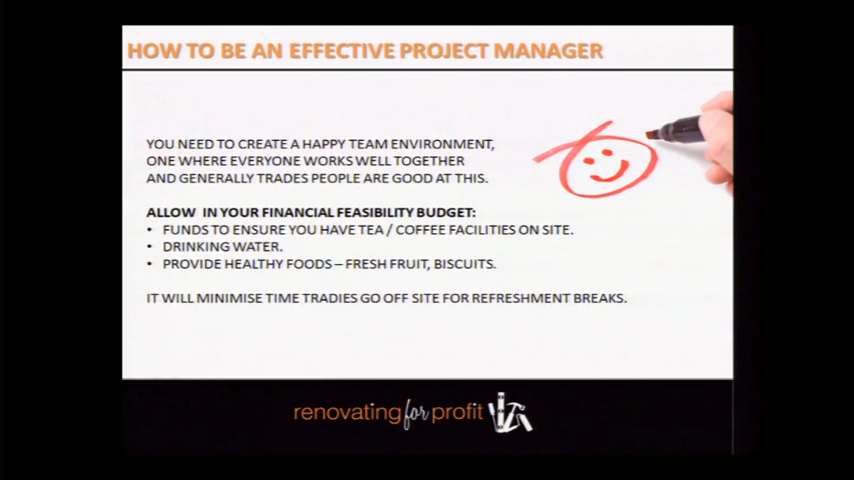 HOW TO BE AN EFFECTIVE PROJECT MANAGER
YOU NEED TO CREATE A HAPPY TEAM ENVIRONMENT,
ONE WHERE EVERYONE WORKS WELL TOGETHER
AND GENERALLY TRADES PEOPLE ARE GOOD AT THIS.
ALLOW IN YOUR FINANCIAL FEASIBILITY BUDGET:
• FUNDS TO ENSURE YOU HAVE TEA / COFFEE FACILITIES ON SITE.
• DRINKING WATER.
• PROVIDE HEALTHY FOODS – FRESH FRUIT, BISCUITS.
IT WILL MINIMISE TIME TRADIES GO OFF SITE FOR REFRESHMENT BREAKS.
renovating for profit